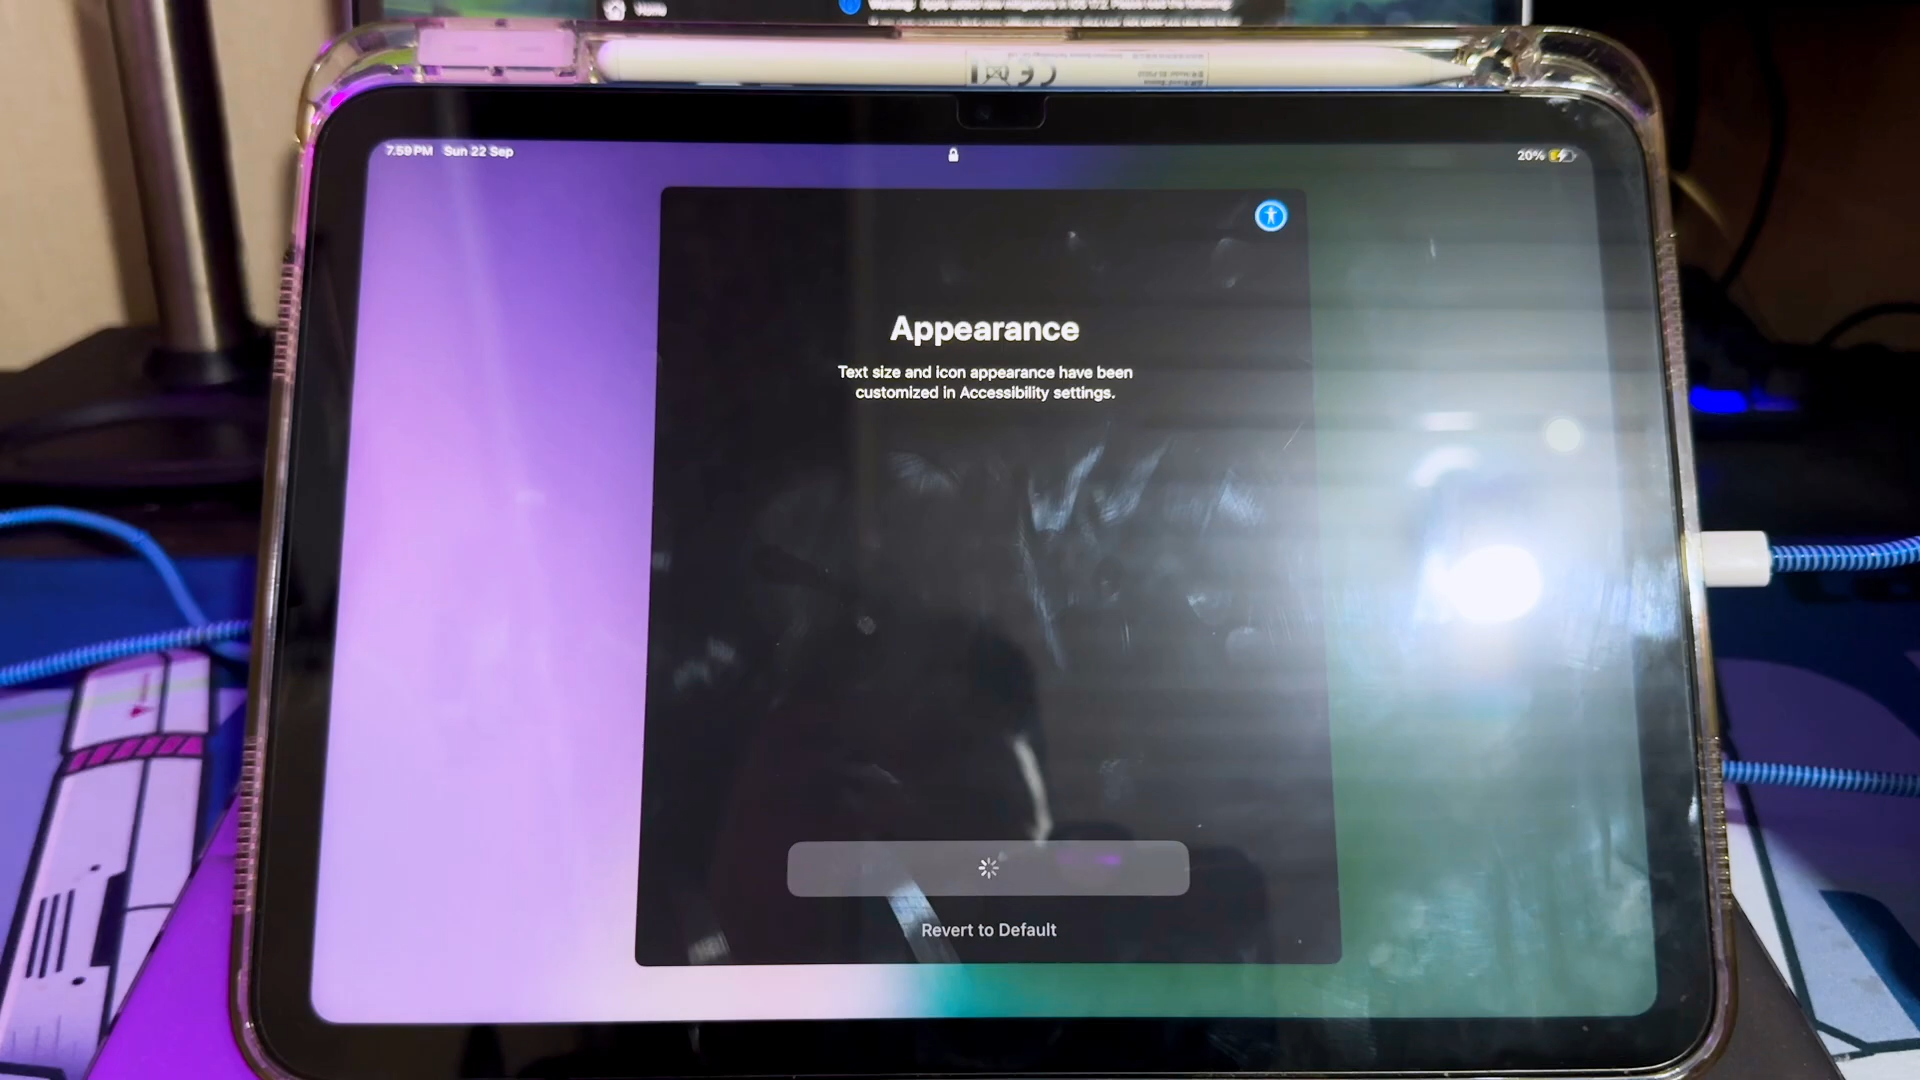 7.59 PM Sun 22 Sep
20%
Appearance
Text size and icon appearance have been
customized in Accessibility settings.
Revert to Default